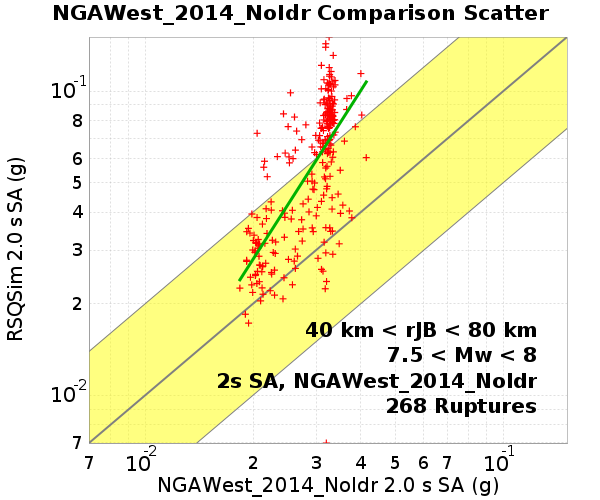 NGAWest_2014_NoIdr Comparison Scatter
10⁻¹
8
6
5
4
3
2
10⁻²
7
RSQSim 2.0 s SA (g)
40 km < rJB < 80 km
7.5 < Mw < 8
2s SA, NGAWest_2014_NoIdr
268 Ruptures
7 10⁻² 2 3 4 5 6 7 10⁻¹
NGAWest_2014_NoIdr 2.0 s SA (g)